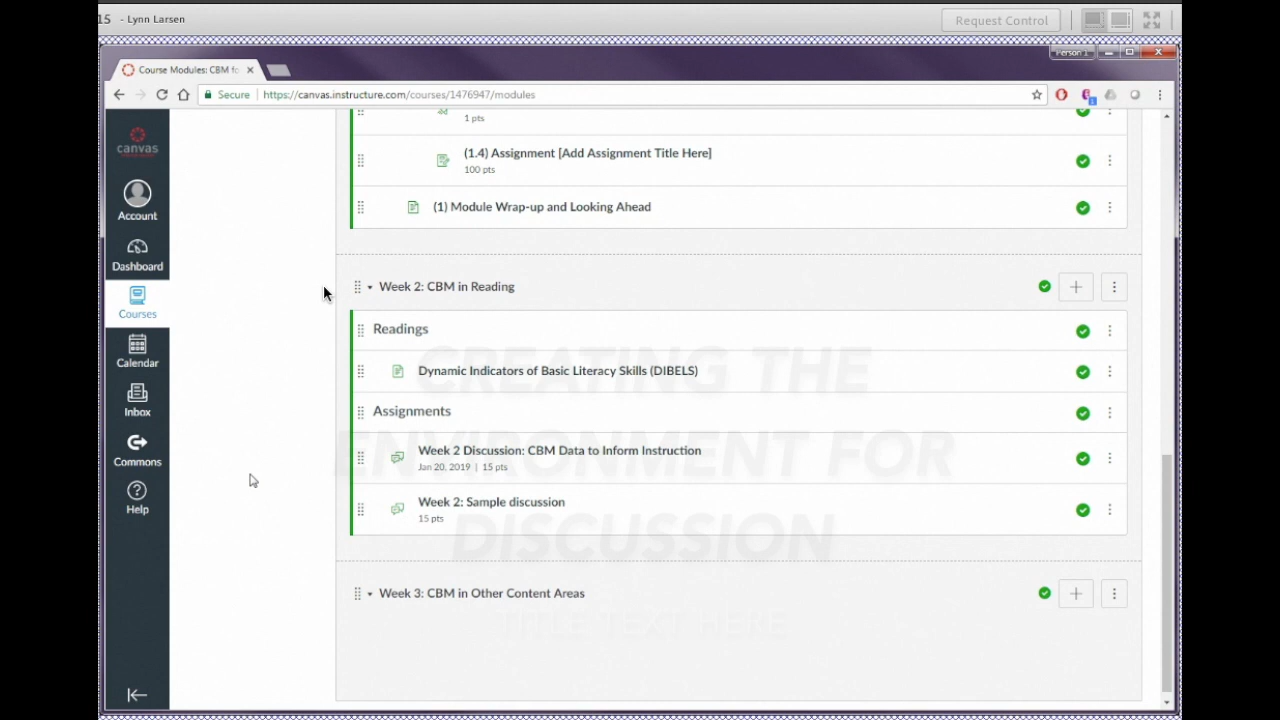 15 - Lynn Larsen
Request Control
Person 1
Course Modules: CBM fo
Secure
https://canvas.instructure.com/courses/1476947/modules
canvas
Account
Dashboard
Courses
Calendar
Inbox
Commons
Help
1 pts
(1.4) Assignment [Add Assignment Title Here]
100 pts
(1) Module Wrap-up and Looking Ahead
Week 2: CBM in Reading
Readings
Dynamic Indicators of Basic Literacy Skills (DIBELS)
Assignments
Week 2 Discussion: CBM Data to Inform Instruction
Jan 20, 2019 | 15 pts
Week 2: Sample discussion
15 pts
Week 3: CBM in Other Content Areas
CREATING THE
ENVIRONMENT FOR
DISCUSSION
TITLE TEXT HERE